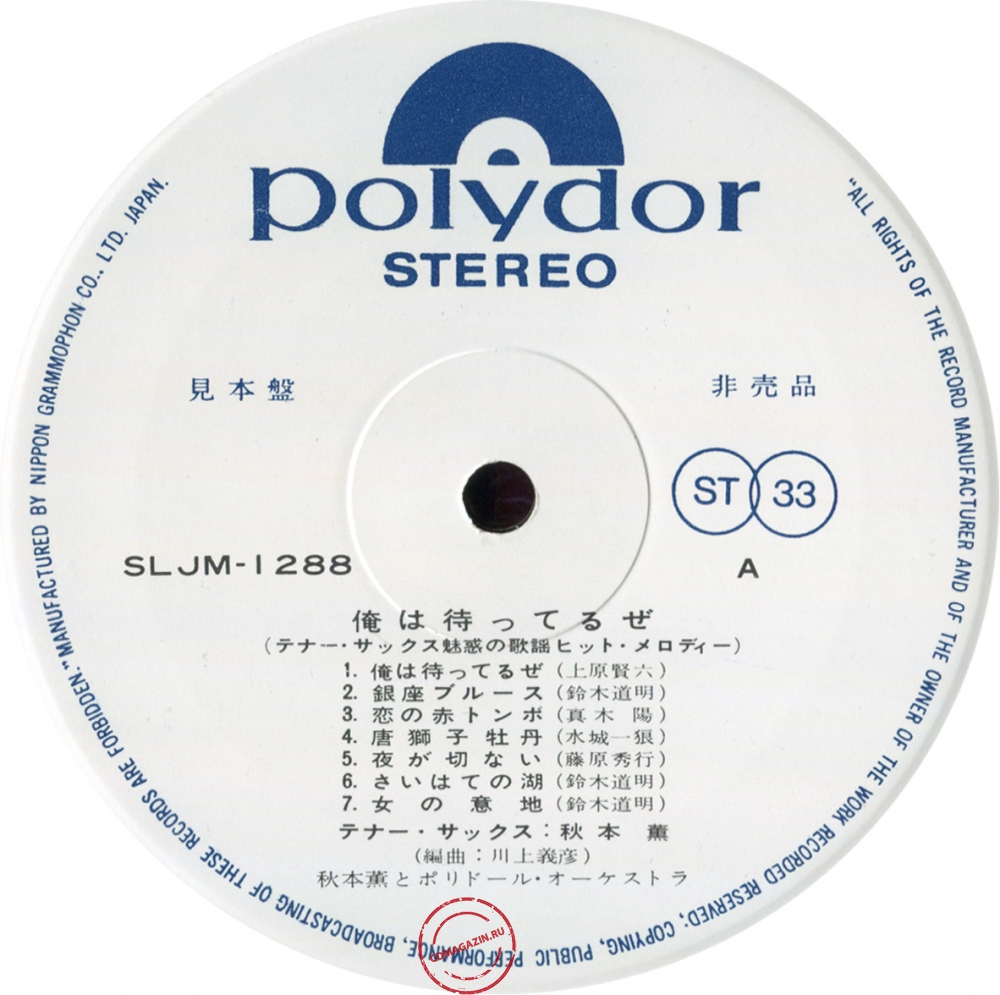 polydor
STEREO
見本盤
非売品
ST 33
SLJM-1288
A
俺は待ってるぜ
(テナー・サックス魅惑の歌謡ヒット・メロディー)
1. 俺は待ってるぜ (上原賢六)
2. 銀座ブルース (鈴木道明)
3. 恋の赤トンボ (真木 陽)
4. 唐獅子牡丹 (水城一狼)
5. 夜が切ない (藤原秀行)
6. さいはての湖 (鈴木道明)
7. 女の意地 (鈴木道明)
テナー・サックス:秋本 薫
(編曲:川上義彦)
秋本薫とポリドール・オーケストラ
"ALL RIGHTS OF THE RECORD MANUFACTURER AND OF THE OWNER OF THE WORK RECORDED RESERVED; COPYING, PUBLIC PERFORMANCE, BROADCASTING OF THESE RECORDS ARE FORBIDDEN." MANUFACTURED BY NIPPON GRAMMOPHON CO., LTD. JAPAN.
CDMAGAZIN.RU